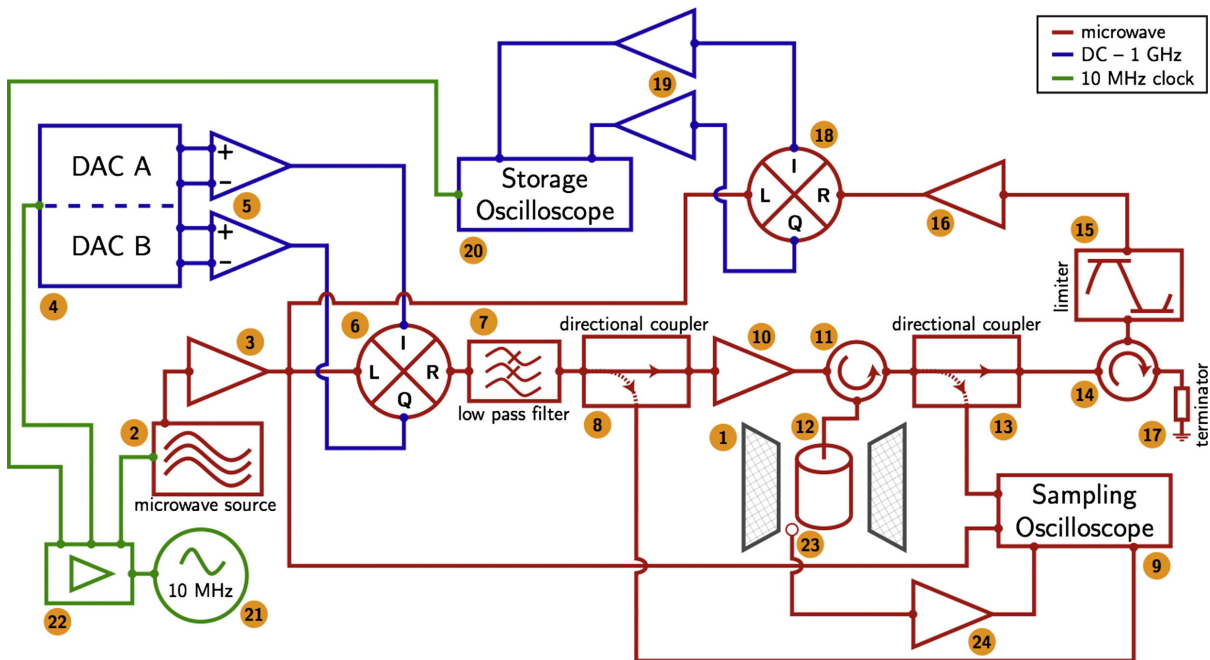 microwave
DC – 1 GHz
10 MHz clock
19
18
DAC A
+
−
5
DAC B
+
−
4
Storage
Oscilloscope
20
I
L
R
Q
16
15
limiter
3
6
I
L
R
Q
7
low pass filter
directional coupler
8
10
11
directional coupler
13
14
17
terminator
2
microwave source
1
12
23
Sampling
Oscilloscope
9
10 MHz
22
21
24